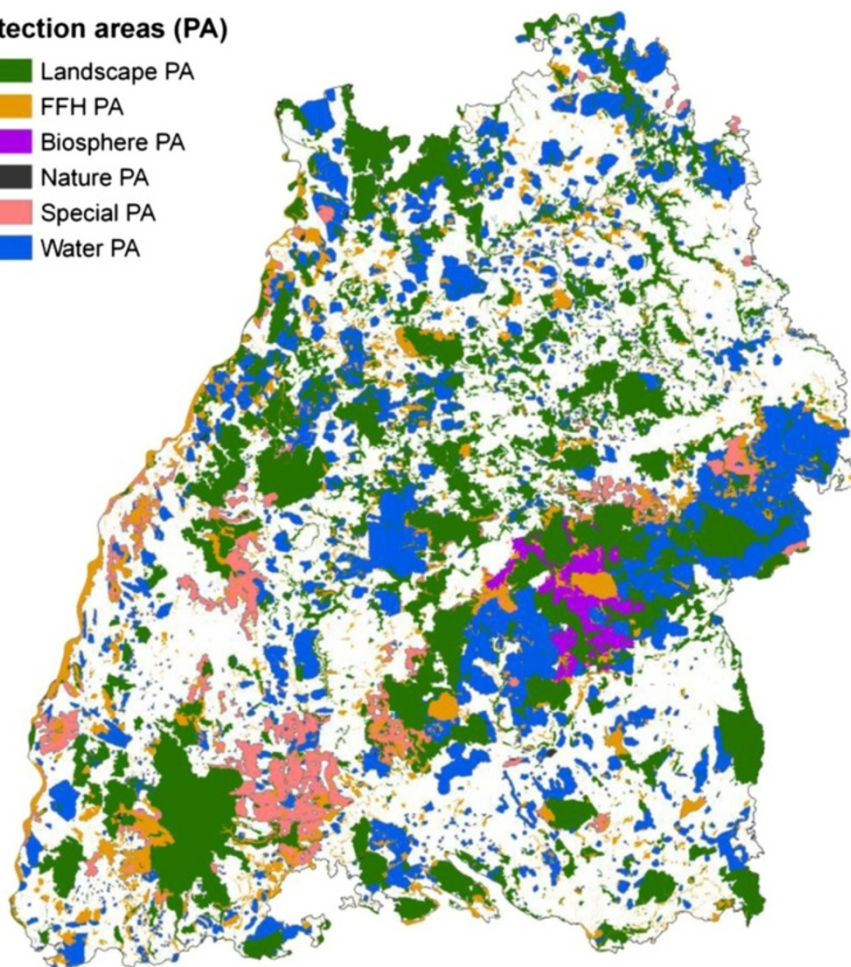 tection areas (PA)
Landscape PA
FFH PA
Biosphere PA
Nature PA
Special PA
Water PA